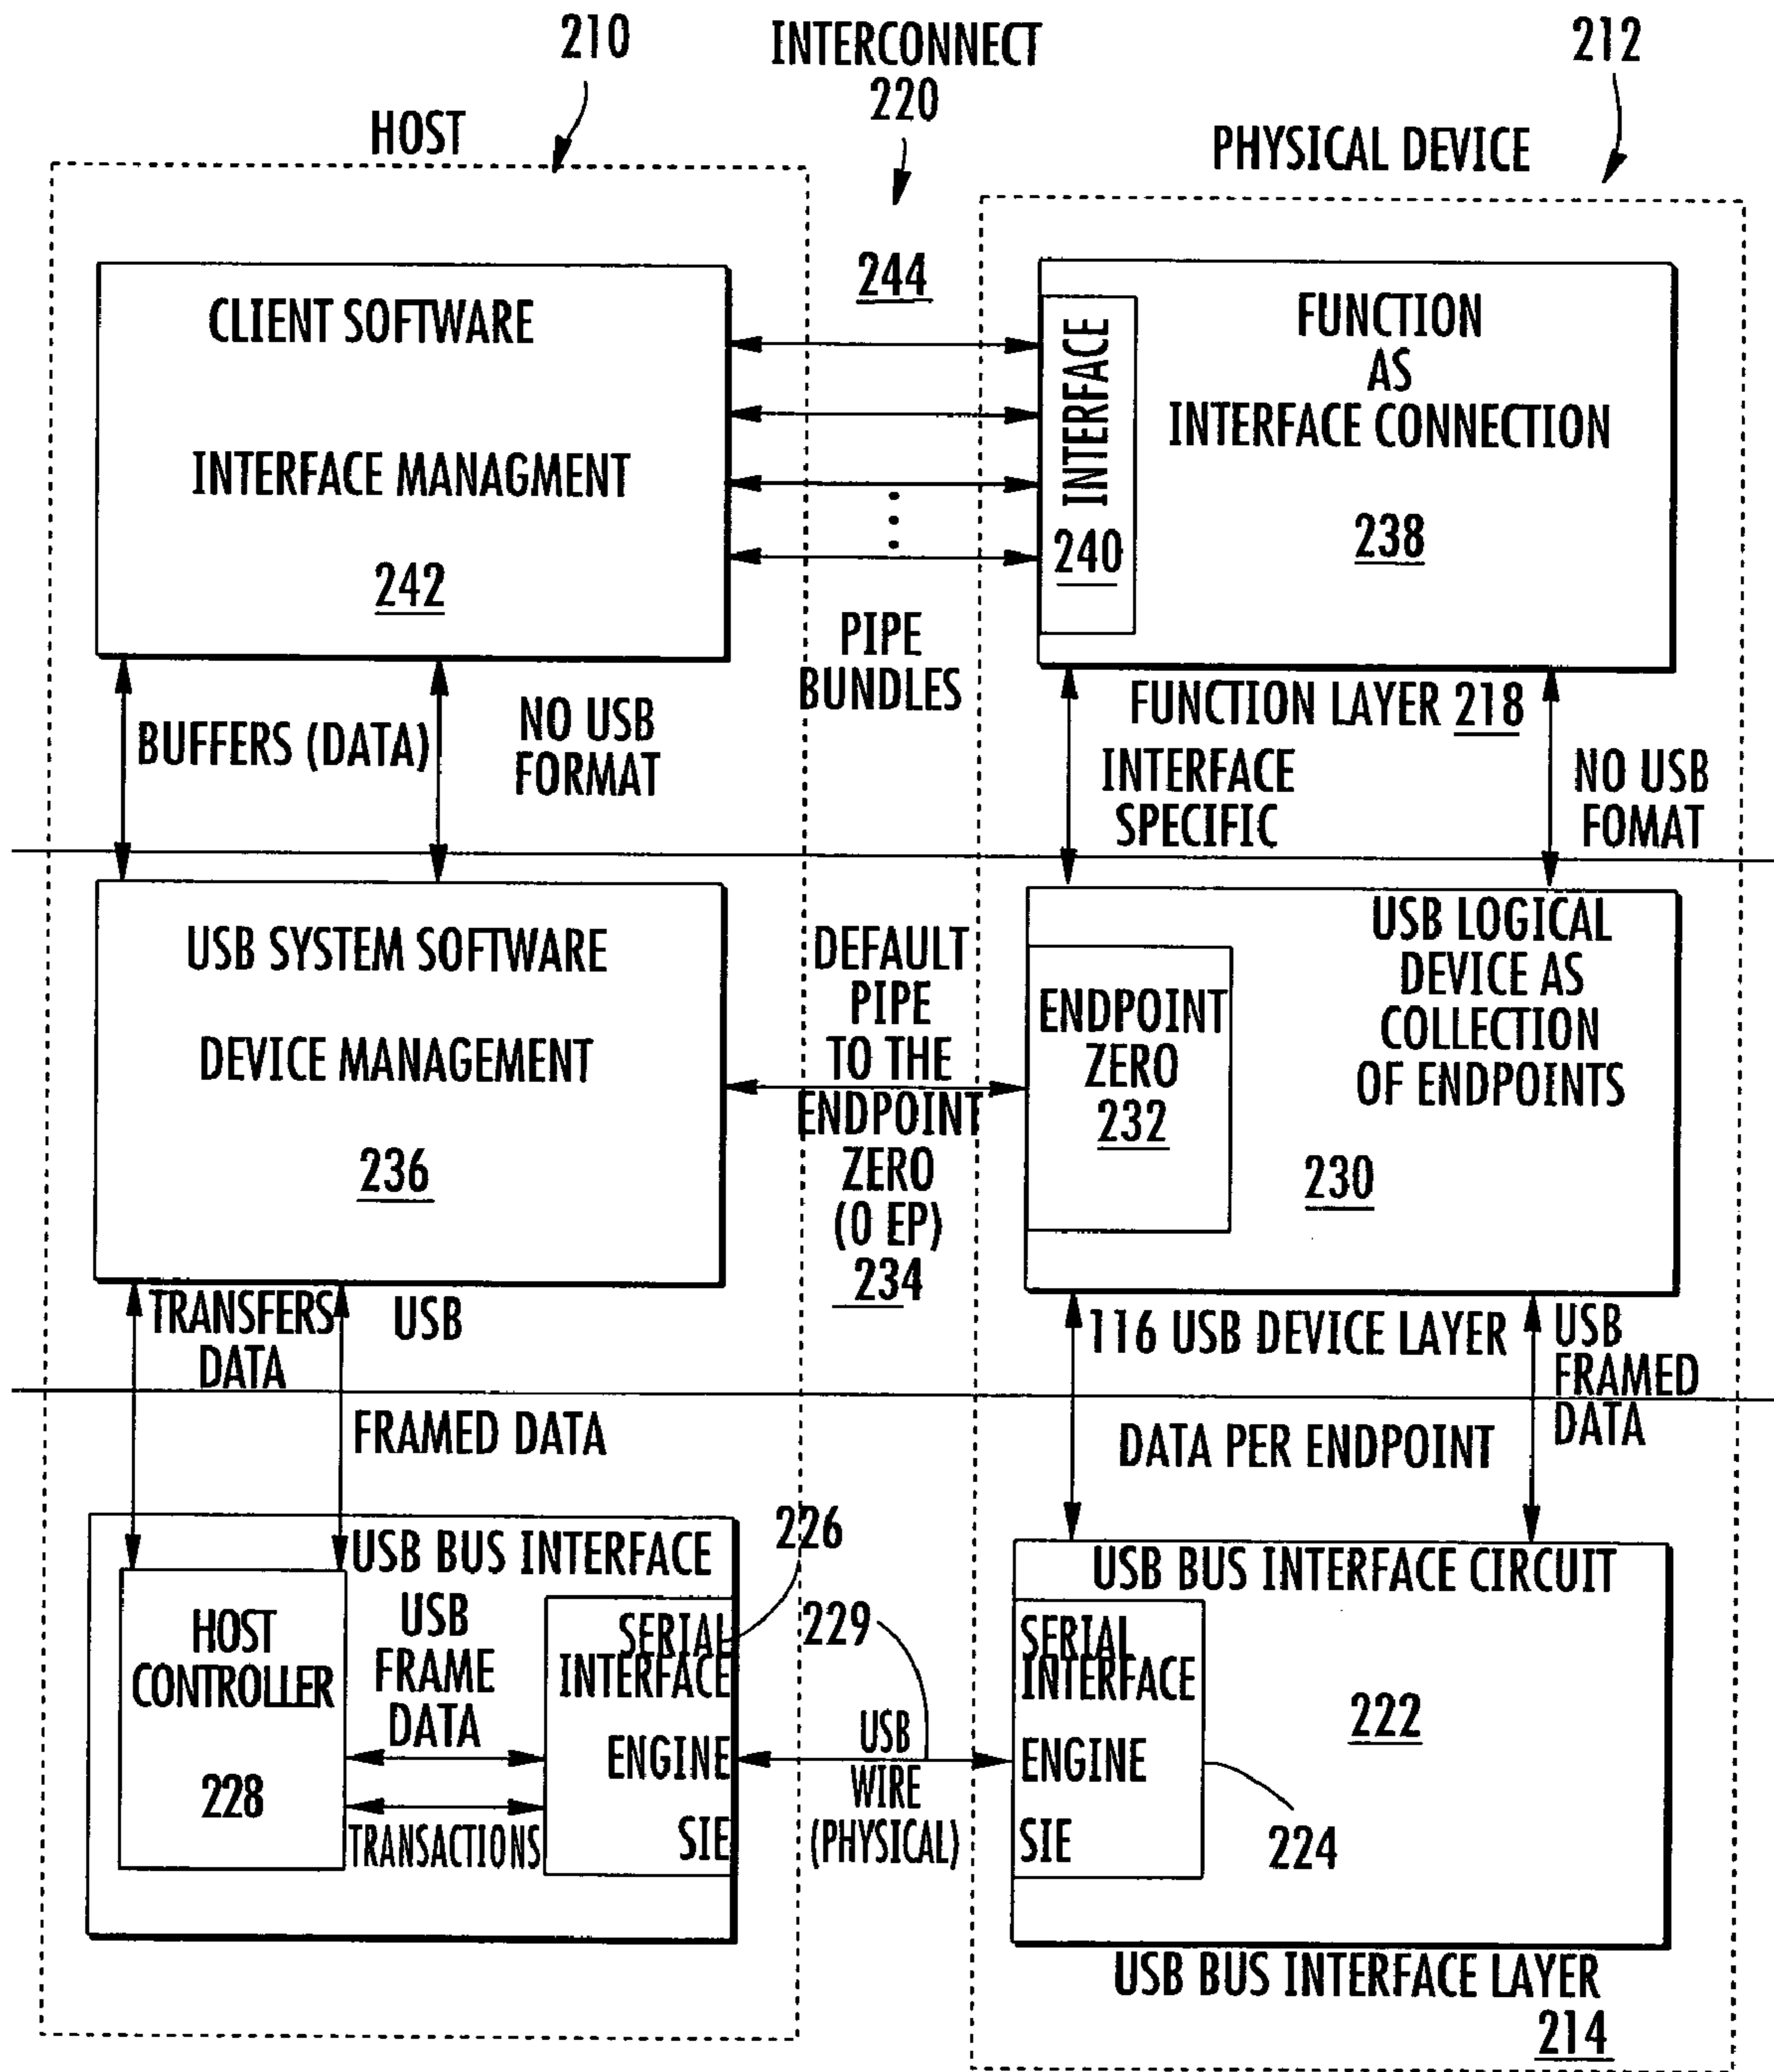 210
INTERCONNECT
220
212
HOST
PHYSICAL DEVICE
244
CLIENT SOFTWARE
INTERFACE MANAGMENT
242
INTERFACE
240
FUNCTION
AS
INTERFACE CONNECTION
238
PIPE
BUNDLES
BUFFERS (DATA)
NO USB
FORMAT
FUNCTION LAYER 218
INTERFACE
SPECIFIC
NO USB
FOMAT
USB SYSTEM SOFTWARE
DEVICE MANAGEMENT
236
DEFAULT
PIPE
TO THE
ENDPOINT
ZERO
(0 EP)
234
ENDPOINT
ZERO
232
USB LOGICAL
DEVICE AS
COLLECTION
OF ENDPOINTS
230
TRANSFERS
DATA
USB
FRAMED DATA
116 USB DEVICE LAYER
USB
FRAMED
DATA
DATA PER ENDPOINT
USB BUS INTERFACE
226
HOST
CONTROLLER
228
USB
FRAME
DATA
TRANSACTIONS
SERIAL
INTERFACE
ENGINE
SIE
229
USB
WIRE
(PHYSICAL)
USB BUS INTERFACE CIRCUIT
SERIAL
INTERFACE
ENGINE
SIE
222
224
USB BUS INTERFACE LAYER
214